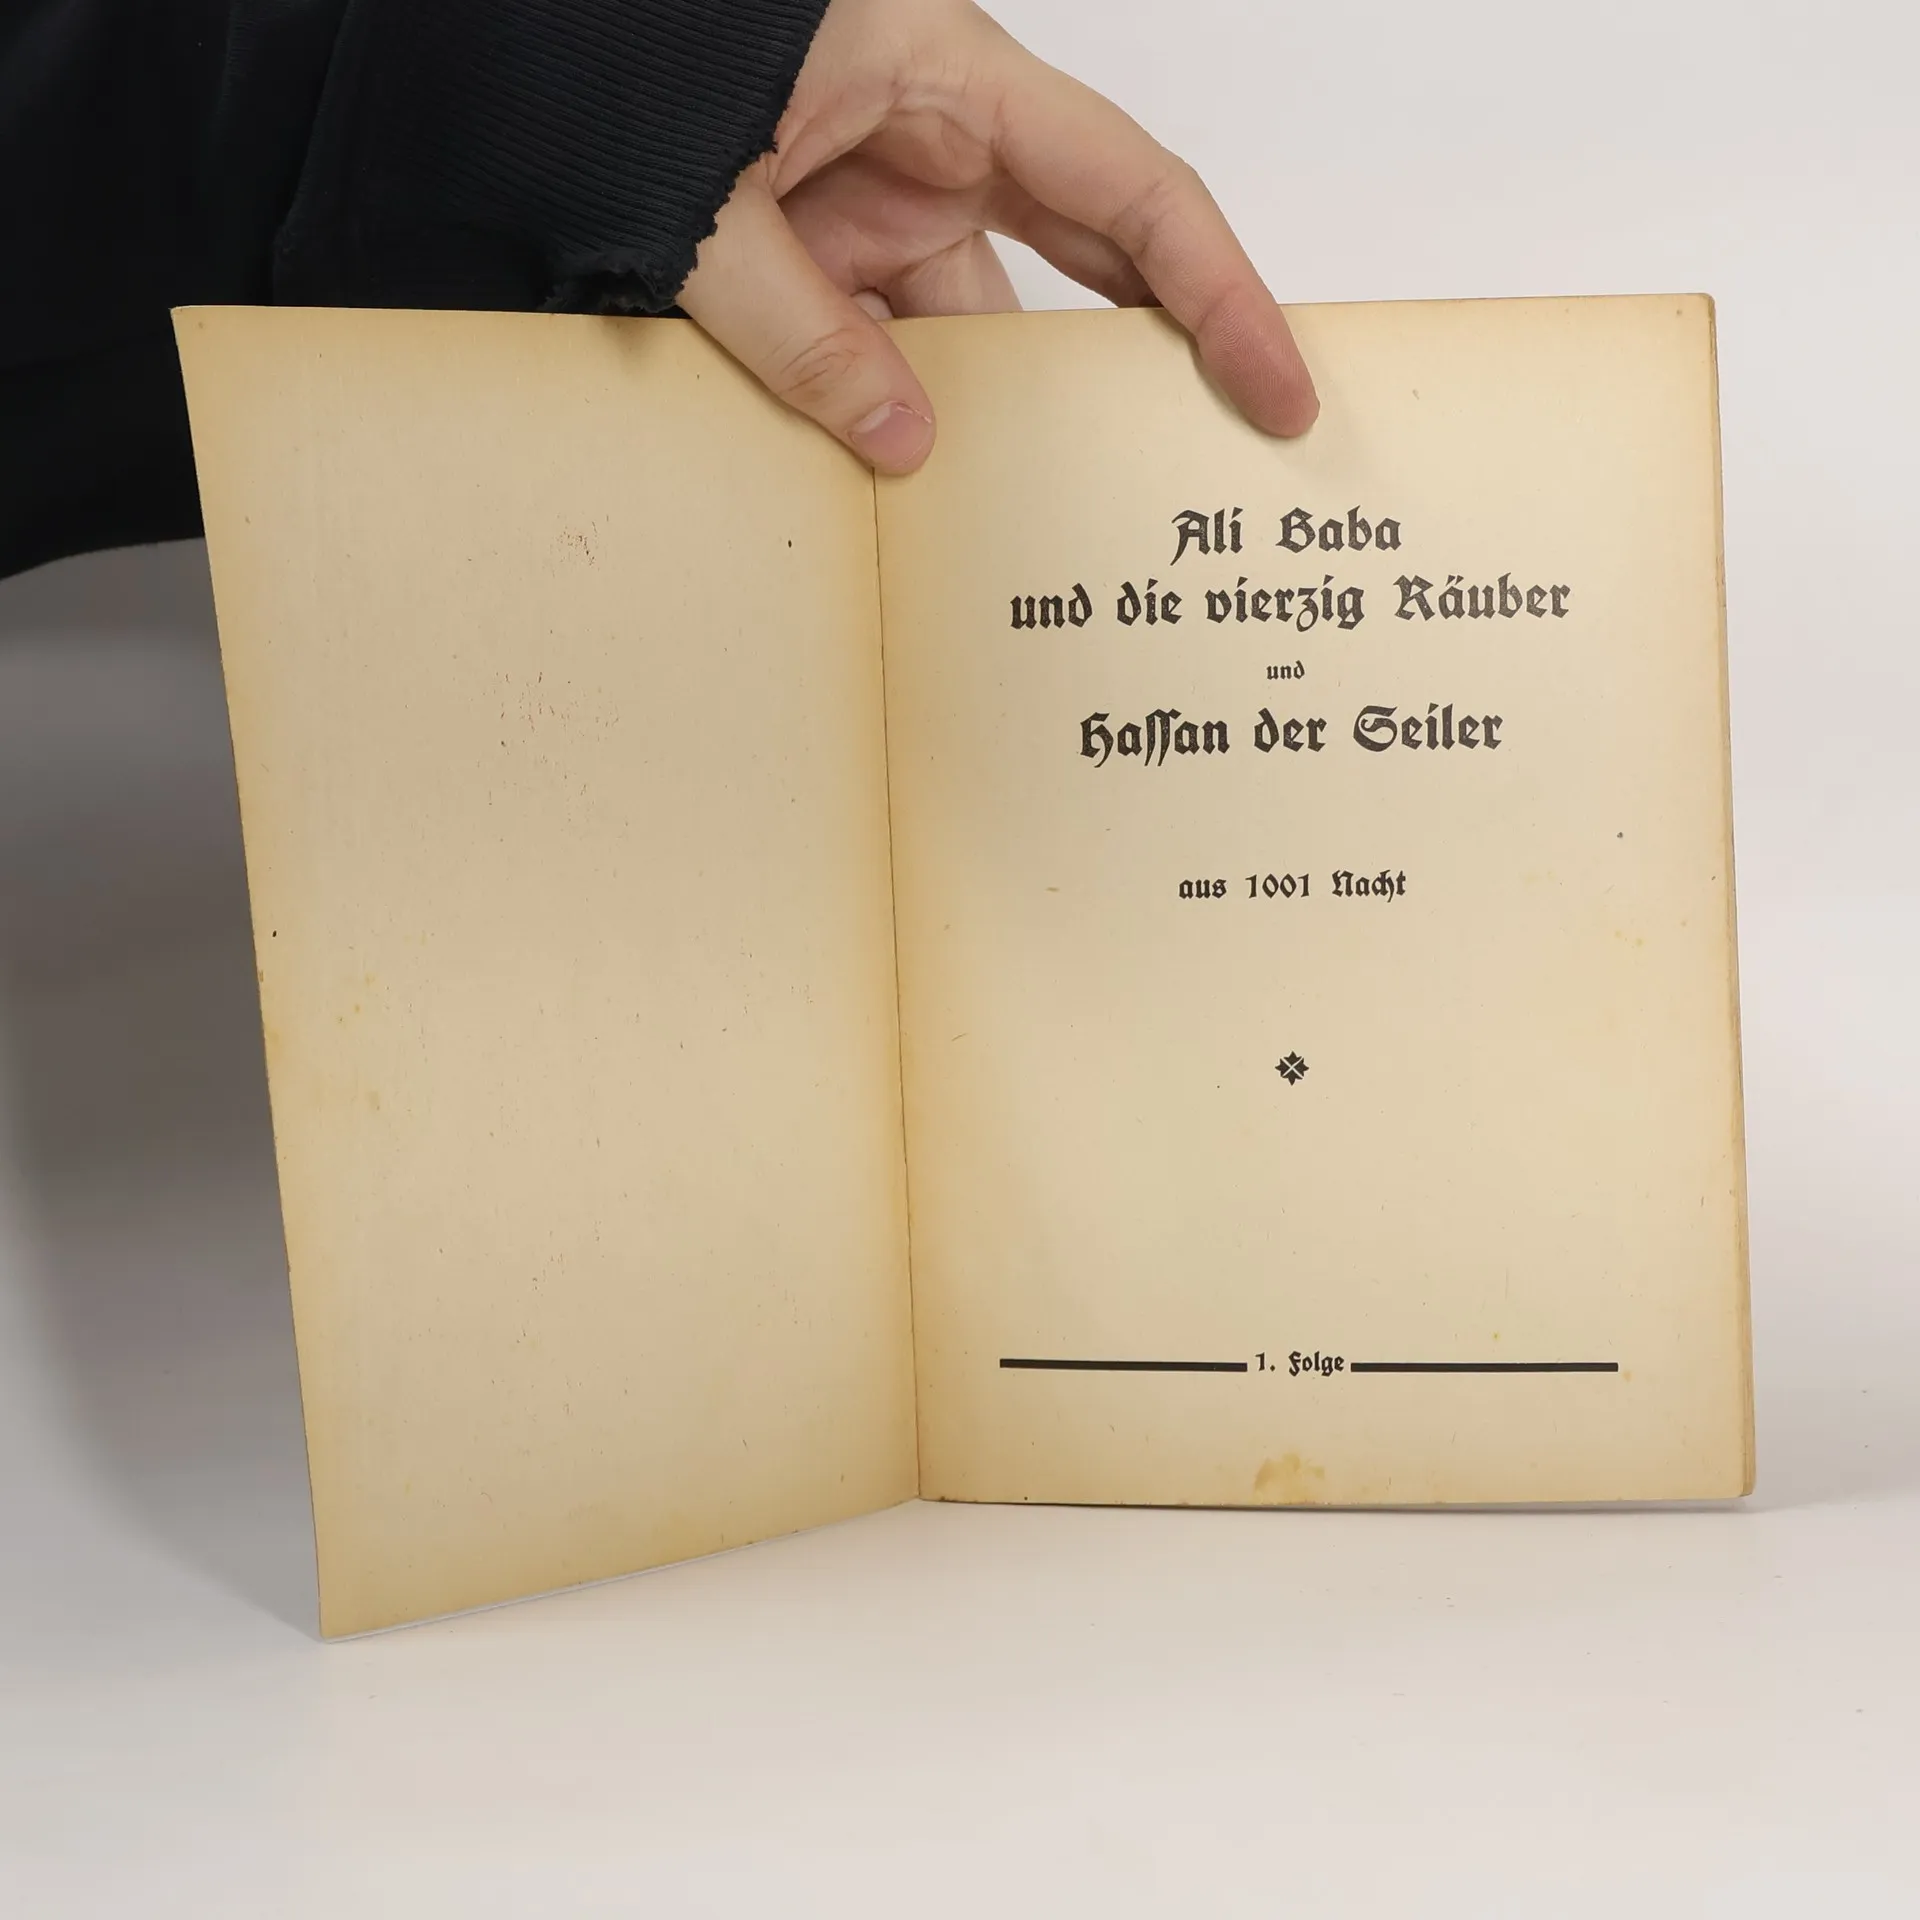 Ali Baba
und die vierzig Räuber
und
Haſſan der Seiler
aus 1001 Nacht
1. Folge